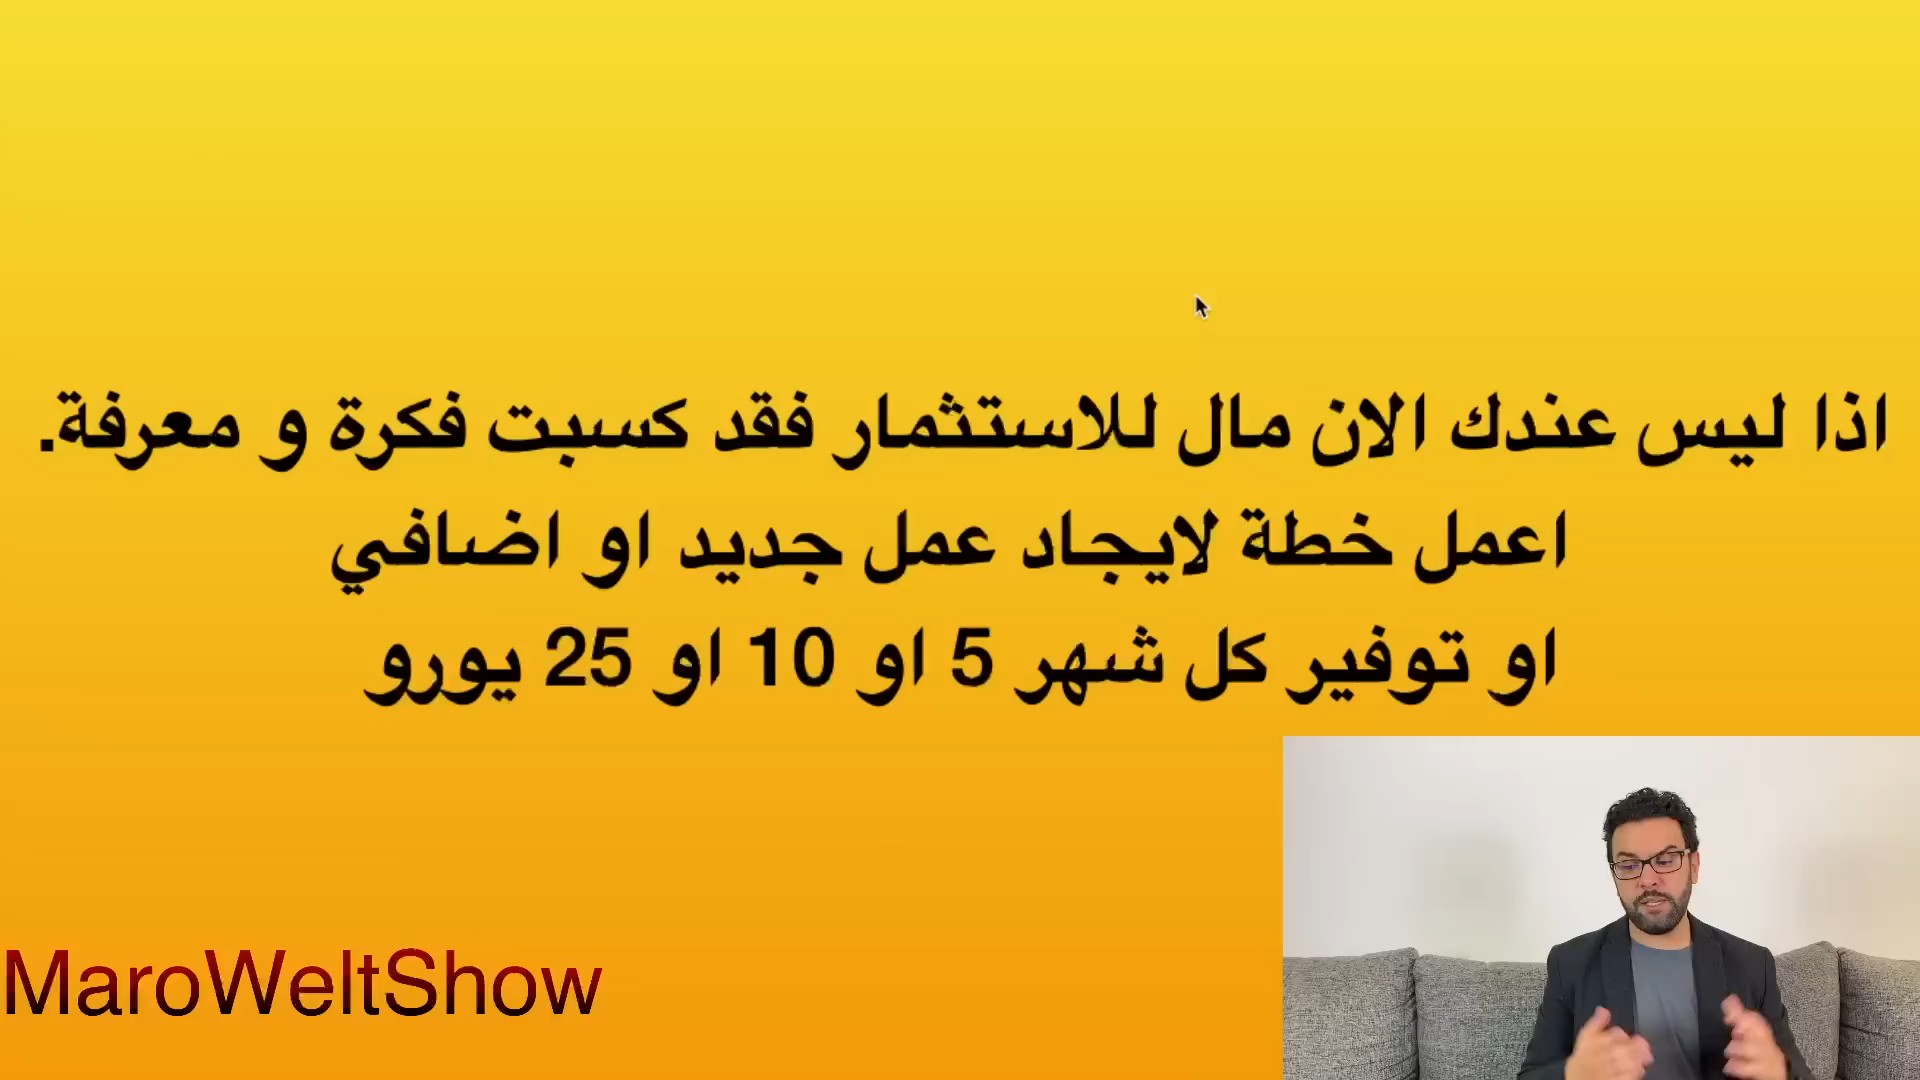 اذا ليس عندك الان مال للاستثمار فقد كسبت فكرة و معرفة.
اعمل خطة لايجاد عمل جديد او اضافي
او توفير كل شهر 5 او 10 او 25 يورو
MaroWeltShow